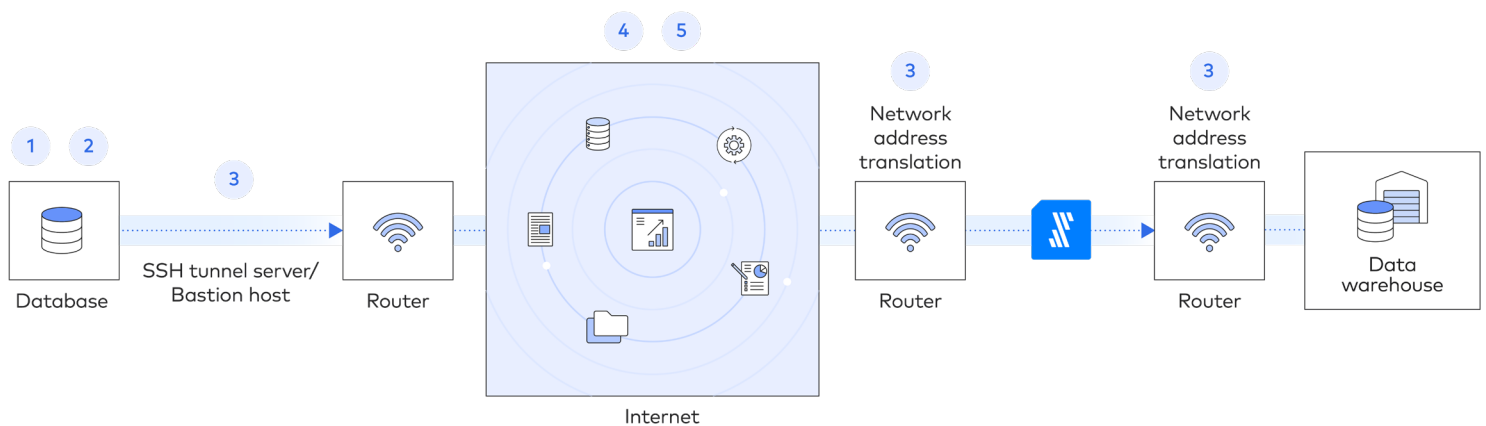 4 5
3
3
Network
address
translation
Network
address
translation
1 2
3
Database
SSH tunnel server/
Bastion host
Router
Internet
Router
Router
Data
warehouse